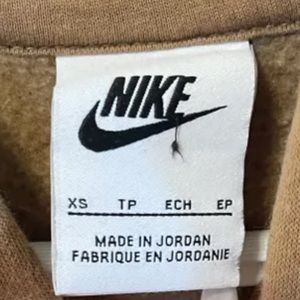 NIKE
XS TP ECH EP
MADE IN JORDAN
FABRIQUE EN JORDANIE